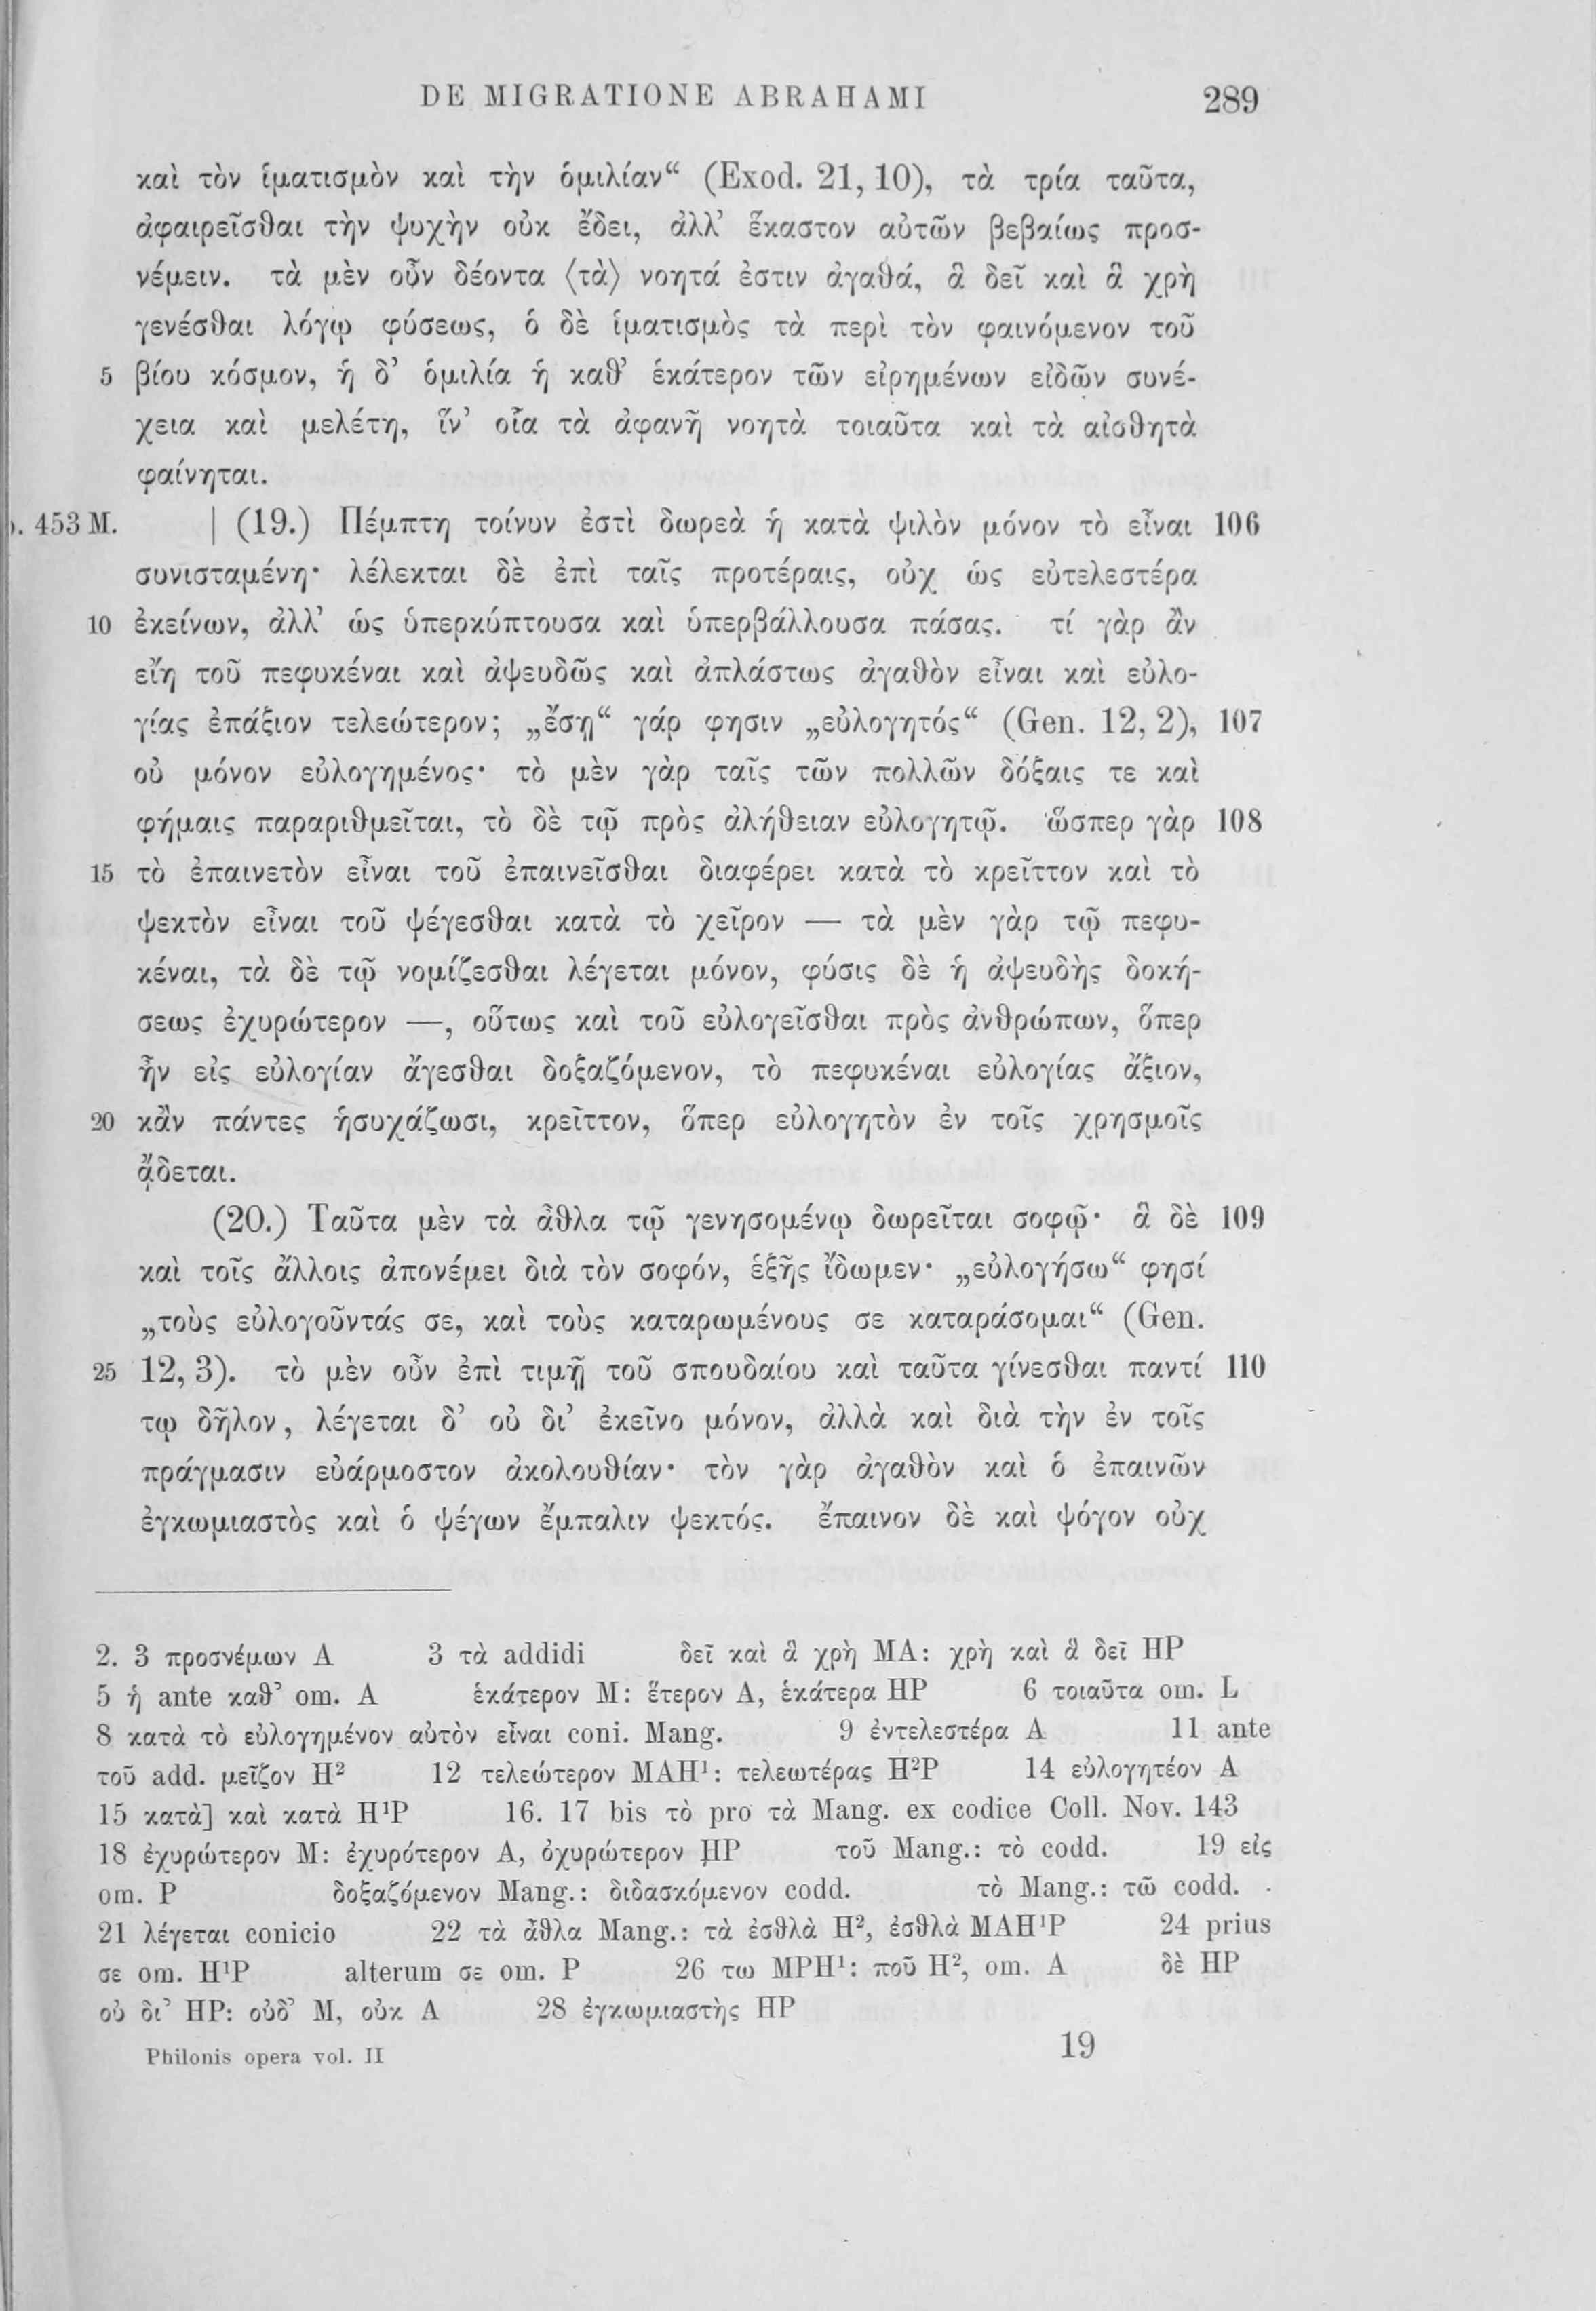 DE MIGRATIONE ABRAHAMI 289
καὶ τὸν ἱματισμὸν καὶ τὴν ὁμιλίαν“ (Exod. 21, 10), τὰ τρία ταῦτα,
ἀφαιρεῖσθαι τὴν ψυχὴν οὐκ ἔδει, ἀλλ’ ἕκαστον αὐτῶν βεβαίως προσ-
νέμειν. τὰ μὲν οὖν δέοντα ⟨τὰ⟩ νοητά ἐστιν ἀγαθά, ἃ δεῖ καὶ ἃ χρὴ
γενέσθαι λόγῳ φύσεως, ὁ δὲ ἱματισμὸς τὰ περὶ τὸν φαινόμενον τοῦ
5 βίου κόσμον, ἡ δ’ ὁμιλία ἡ καθ’ ἑκάτερον τῶν εἰρημένων εἰδῶν συνέ-
χεια καὶ μελέτη, ἵν’ οἷα τὰ ἀφανῆ νοητὰ τοιαῦτα καὶ τὰ αἰσθητὰ
φαίνηται.
p. 453 M. | (19.) Πέμπτη τοίνυν ἐστὶ δωρεὰ ἡ κατὰ ψιλὸν μόνον τὸ εἶναι 106
συνισταμένη· λέλεκται δὲ ἐπὶ ταῖς προτέραις, οὐχ ὡς εὐτελεστέρα
10 ἐκείνων, ἀλλ’ ὡς ὑπερκύπτουσα καὶ ὑπερβάλλουσα πάσας. τί γὰρ ἂν
εἴη τοῦ πεφυκέναι καὶ ἀψευδῶς καὶ ἀπλάστως ἀγαθὸν εἶναι καὶ εὐλο-
γίας ἐπάξιον τελεώτερον; „ἔσῃ“ γάρ φησιν „εὐλογητός“ (Gen. 12, 2), 107
οὐ μόνον εὐλογημένος· τὸ μὲν γὰρ ταῖς τῶν πολλῶν δόξαις τε καὶ
φήμαις παραριθμεῖται, τὸ δὲ τῷ πρὸς ἀλήθειαν εὐλογητῷ. ὥσπερ γὰρ 108
15 τὸ ἐπαινετὸν εἶναι τοῦ ἐπαινεῖσθαι διαφέρει κατὰ τὸ κρεῖττον καὶ τὸ
ψεκτὸν εἶναι τοῦ ψέγεσθαι κατὰ τὸ χεῖρον — τὰ μὲν γὰρ τῷ πεφυ-
κέναι, τὰ δὲ τῷ νομίζεσθαι λέγεται μόνον, φύσις δὲ ἡ ἀψευδὴς δοκή-
σεως ἐχυρώτερον —, οὕτως καὶ τοῦ εὐλογεῖσθαι πρὸς ἀνθρώπων, ὅπερ
ἦν εἰς εὐλογίαν ἄγεσθαι δοξαζόμενον, τὸ πεφυκέναι εὐλογίας ἄξιον,
20 κἂν πάντες ἡσυχάζωσι, κρεῖττον, ὅπερ εὐλογητὸν ἐν τοῖς χρησμοῖς
ᾄδεται.
(20.) Ταῦτα μὲν τὰ ἆθλα τῷ γενησομένῳ δωρεῖται σοφῷ· ἃ δὲ 109
καὶ τοῖς ἄλλοις ἀπονέμει διὰ τὸν σοφόν, ἑξῆς ἴδωμεν· „εὐλογήσω“ φησί
„τοὺς εὐλογοῦντάς σε, καὶ τοὺς καταρωμένους σε καταράσομαι“ (Gen.
25 12, 3). τὸ μὲν οὖν ἐπὶ τιμῇ τοῦ σπουδαίου καὶ ταῦτα γίνεσθαι παντί 110
τῳ δῆλον, λέγεται δ’ οὐ δι’ ἐκεῖνο μόνον, ἀλλὰ καὶ διὰ τὴν ἐν τοῖς
πράγμασιν εὐάρμοστον ἀκολουθίαν· τὸν γὰρ ἀγαθὸν καὶ ὁ ἐπαινῶν
ἐγκωμιαστὸς καὶ ὁ ψέγων ἔμπαλιν ψεκτός. ἔπαινον δὲ καὶ ψόγον οὐχ
2. 3 προσνέμων A 3 τὰ addidi δεῖ καὶ ἃ χρὴ MA: χρὴ καὶ ἃ δεῖ HP
5 ἡ ante καθ’ om. A ἑκάτερον M: ἕτερον A, ἑκάτερα HP 6 τοιαῦτα om. L
8 κατὰ τὸ εὐλογημένον αὐτὸν εἶναι coni. Mang. 9 ἐντελεστέρα A 11 ante
τοῦ add. μεῖζον H² 12 τελεώτερον MAH¹: τελεωτέρας H²P 14 εὐλογητέον A
15 κατὰ] καὶ κατὰ H¹P 16. 17 bis τὸ pro τὰ Mang. ex codice Coll. Nov. 143
18 ἐχυρώτερον M: ἐχυρότερον A, ὀχυρώτερον HP τοῦ Mang.: τὸ codd. 19 εἰς
om. P δοξαζόμενον Mang.: διδασκόμενον codd. τὸ Mang.: τῶ codd.
21 λέγεται conicio 22 τὰ ἆθλα Mang.: τὰ ἐσθλὰ H², ἐσθλὰ MAH¹P 24 prius
σε om. H¹P alterum σε om. P 26 τω MPH¹: ποῦ H², om. A δὲ HP
οὐ δι’ HP: οὐδ’ M, οὐκ A 28 ἐγκωμιαστὴς HP
Philonis opera vol. II 19